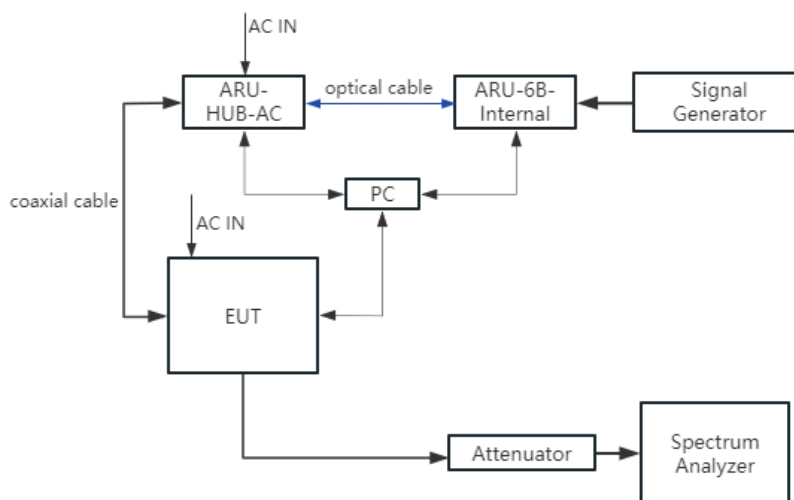 AC IN
ARU-
HUB-AC
optical cable
ARU-6B-
Internal
Signal
Generator
PC
coaxial cable
AC IN
EUT
Attenuator
Spectrum
Analyzer